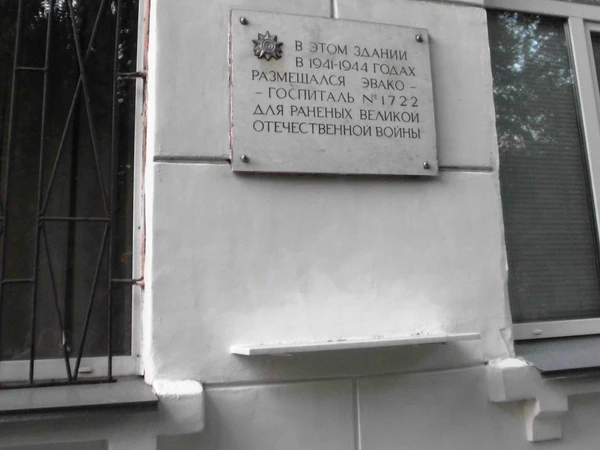 В ЭТОМ ЗДАНИИ
В 1941-1944 ГОДАХ
РАЗМЕЩАЛСЯ ЭВАКО -
- ГОСПИТАЛЬ № 1722
ДЛЯ РАНЕНЫХ ВЕЛИКОЙ
ОТЕЧЕСТВЕННОЙ ВОЙНЫ